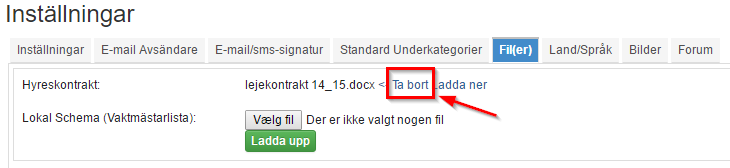 Inställningar
Inställningar E-mail Avsändare E-mail/sms-signatur Standard Underkategorier Fil(er) Land/Språk Bilder Forum
Hyreskontrakt: lejekontrakt 14_15.docx <- Ta bort Ladda ner
Lokal Schema (Vaktmästarlista): Vælg fil Der er ikke valgt nogen fil
Ladda upp